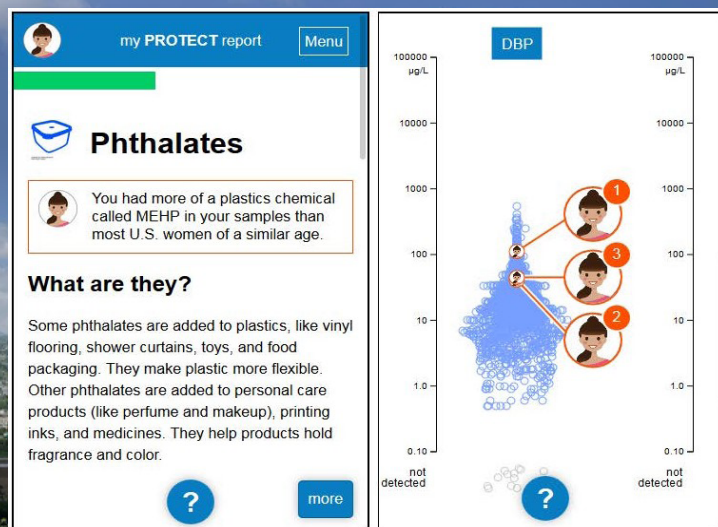 my PROTECT report
Menu
Phthalates
You had more of a plastics chemical
called MEHP in your samples than
most U.S. women of a similar age.
What are they?
Some phthalates are added to plastics, like vinyl
flooring, shower curtains, toys, and food
packaging. They make plastic more flexible.
Other phthalates are added to personal care
products (like perfume and makeup), printing
inks, and medicines. They help products hold
fragrance and color.
?
more
DBP
100000
µg/L
10000
1000
100
10
1.0
0.10
not
detected
1
3
2
?
100000
µg/L
10000
1000
100
10
1.0
0.10
not
detected